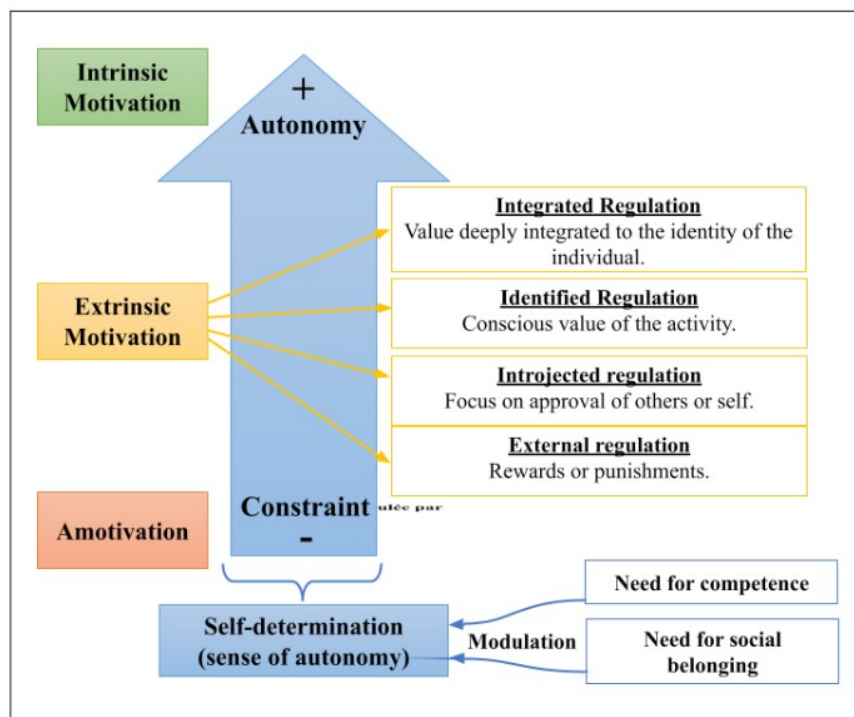 Intrinsic
Motivation
+
Autonomy
Integrated Regulation
Value deeply integrated to the identity of the
individual.
Extrinsic
Motivation
Identified Regulation
Conscious value of the activity.
Introjected regulation
Focus on approval of others or self.
External regulation
Rewards or punishments.
Amotivation
Constraint
ulée par
-
Self-determination
(sense of autonomy)
Modulation
Need for competence
Need for social
belonging